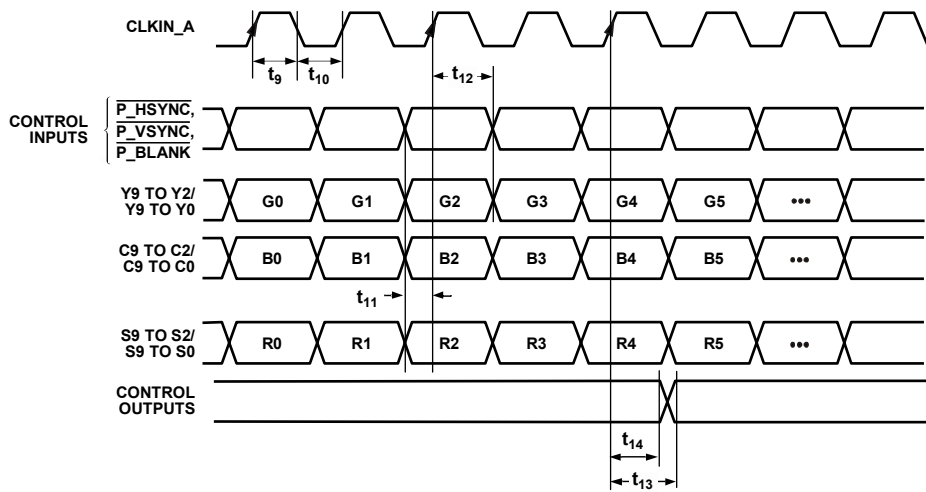 CLKIN_A
t9
t10
t12
CONTROL
INPUTS
P_HSYNC,
P_VSYNC,
P_BLANK
Y9 TO Y2/
Y9 TO Y0
G0 G1 G2 G3 G4 G5 •••
C9 TO C2/
C9 TO C0
B0 B1 B2 B3 B4 B5 •••
t11
S9 TO S2/
S9 TO S0
R0 R1 R2 R3 R4 R5 •••
CONTROL
OUTPUTS
t14
t13